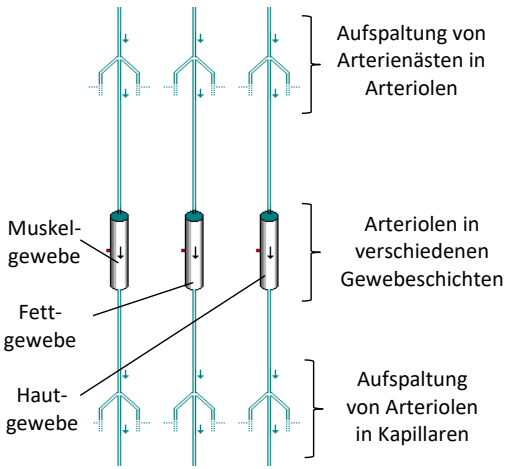 Aufspaltung von
Arterienästen in
Arteriolen
Muskel-
gewebe
Arteriolen in
verschiedenen
Gewebeschichten
Fett-
gewebe
Haut-
gewebe
Aufspaltung
von Arteriolen
in Kapillaren